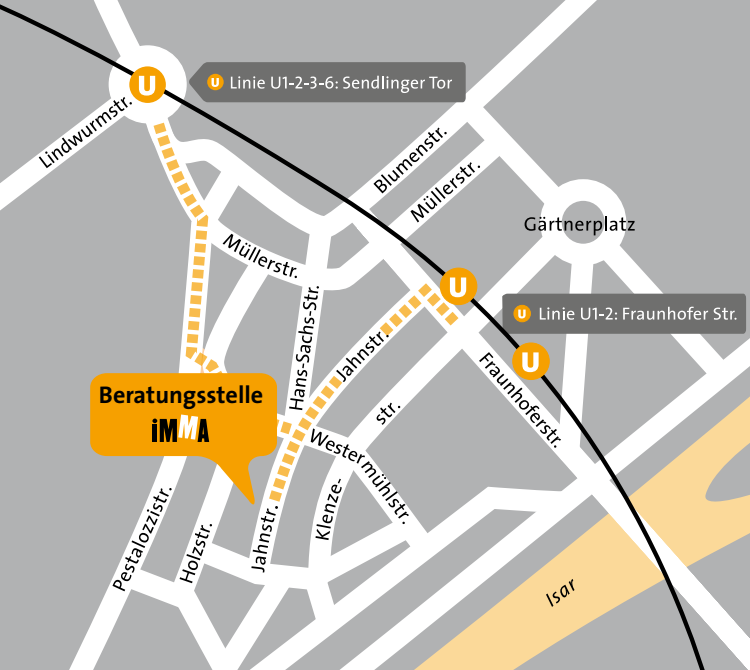 U
U Linie U1-2-3-6: Sendlinger Tor
Lindwurmstr.
Blumenstr.
Müllerstr.
Gärtnerplatz
Müllerstr.
U
Hans-Sachs-Str.
U Linie U1-2: Fraunhofer Str.
Jahnstr.
U
Fraunhoferstr.
Beratungsstelle
iMMA
str.
Westermühlstr.
Klenze-
Pestalozzistr.
Holzstr.
Jahnstr.
Isar